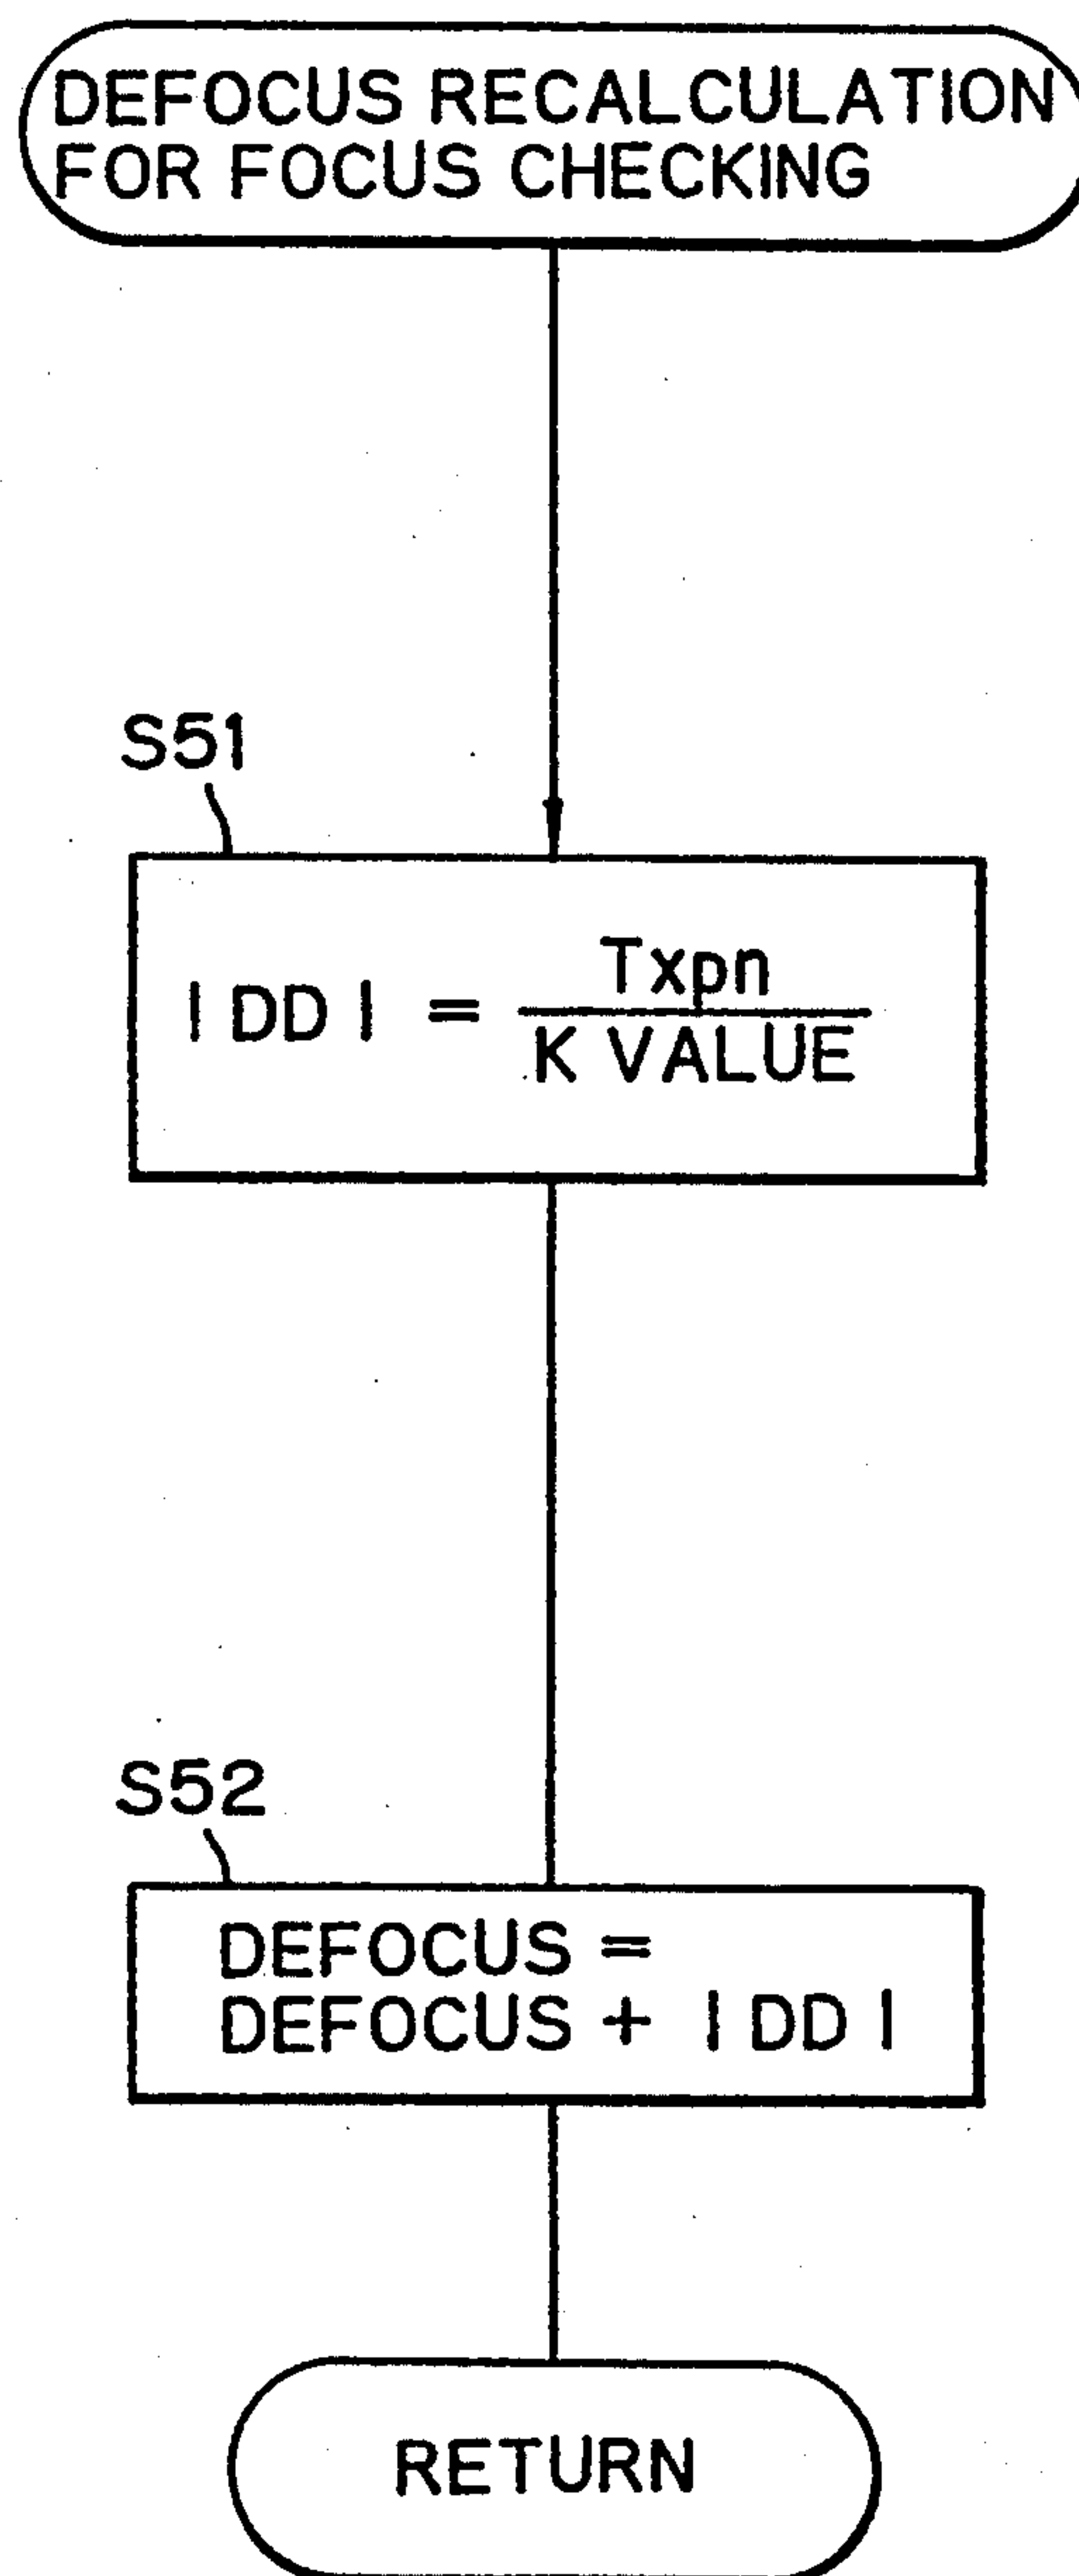 DEFOCUS RECALCULATION
FOR FOCUS CHECKING
S51
| DD | = Txpn
K VALUE
S52
DEFOCUS =
DEFOCUS + | DD |
RETURN